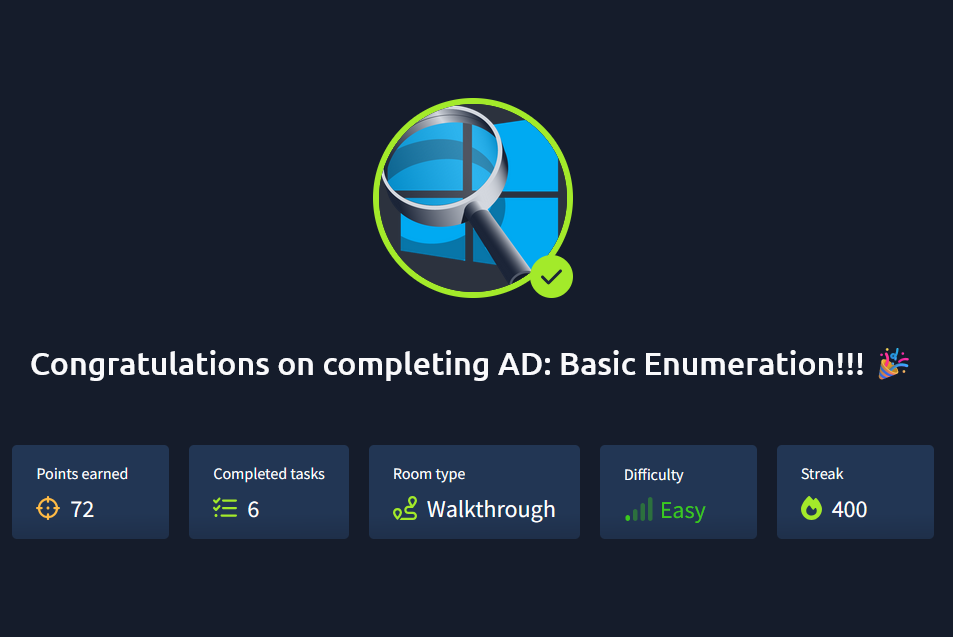 Congratulations on completing AD: Basic Enumeration!!! 🎉
Points earned
72
Completed tasks
6
Room type
Walkthrough
Difficulty
Easy
Streak
400